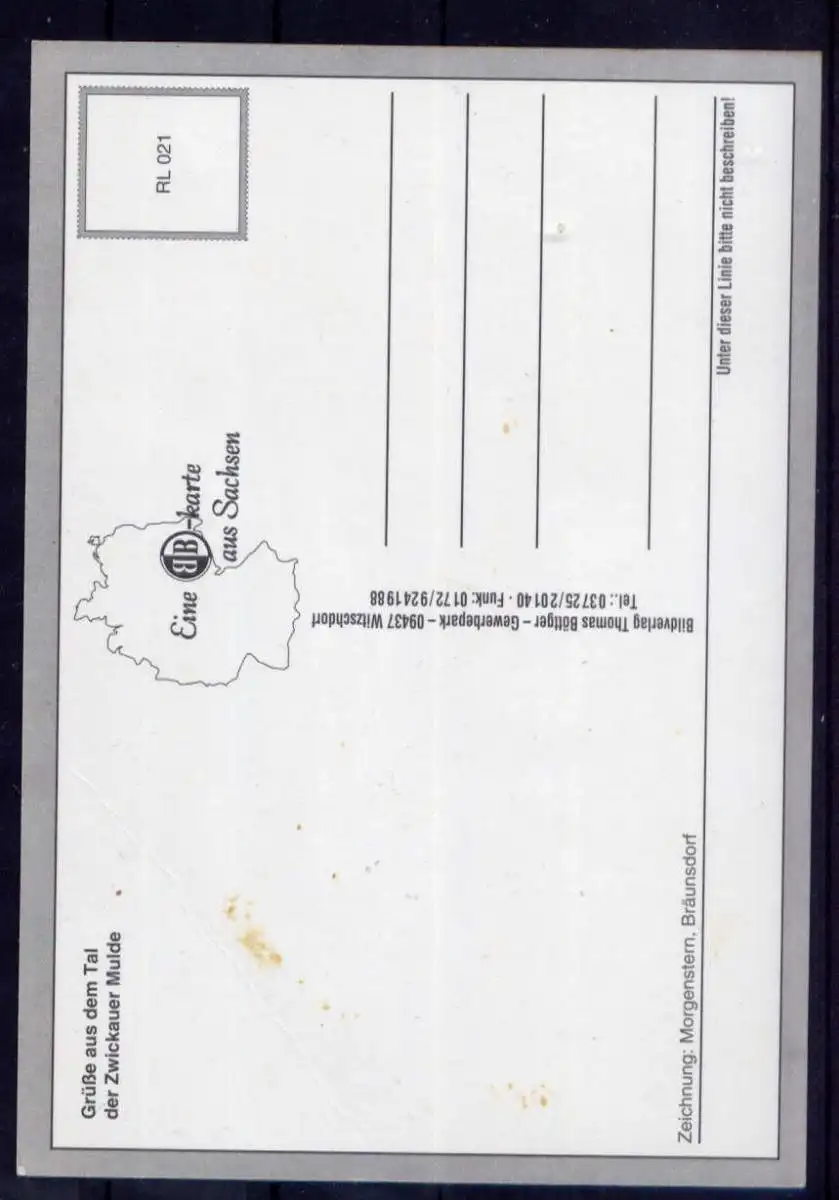 Grüße aus dem Tal
der Zwickauer Mulde
Eine BTB-karte
aus Sachsen
RL 021
Bildverlag Thomas Böttger – Gewerbepark – 09437 Witzschdorf
Tel.: 03725/20140 · Funk: 0172/9241988
Zeichnung: Morgenstern, Bräunsdorf
Unter dieser Linie bitte nicht beschreiben!